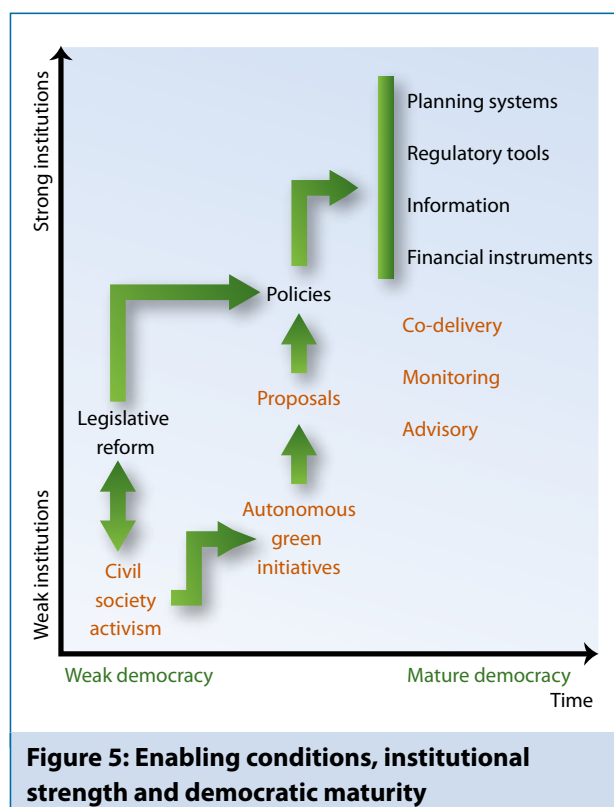 Strong institutions
Weak institutions
Planning systems
Regulatory tools
Information
Financial instruments
Policies
Co-delivery
Proposals
Monitoring
Legislative
reform
Advisory
Autonomous
green
initiatives
Civil
society
activism
Weak democracy
Mature democracy
Time
Figure 5: Enabling conditions, institutional
strength and democratic maturity